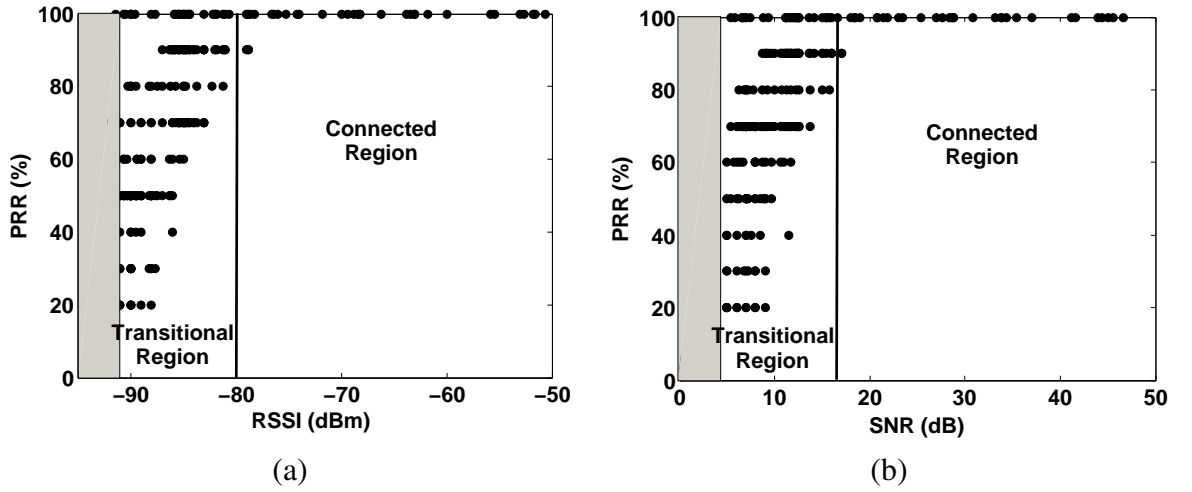 100
80
60
40
20
0
PRR (%)
Connected
Region
Transitional
Region
−90
−80
−70
−60
−50
RSSI (dBm)
(a)
100
80
60
40
20
0
PRR (%)
Connected
Region
Transitional
Region
0
10
20
30
40
50
SNR (dB)
(b)